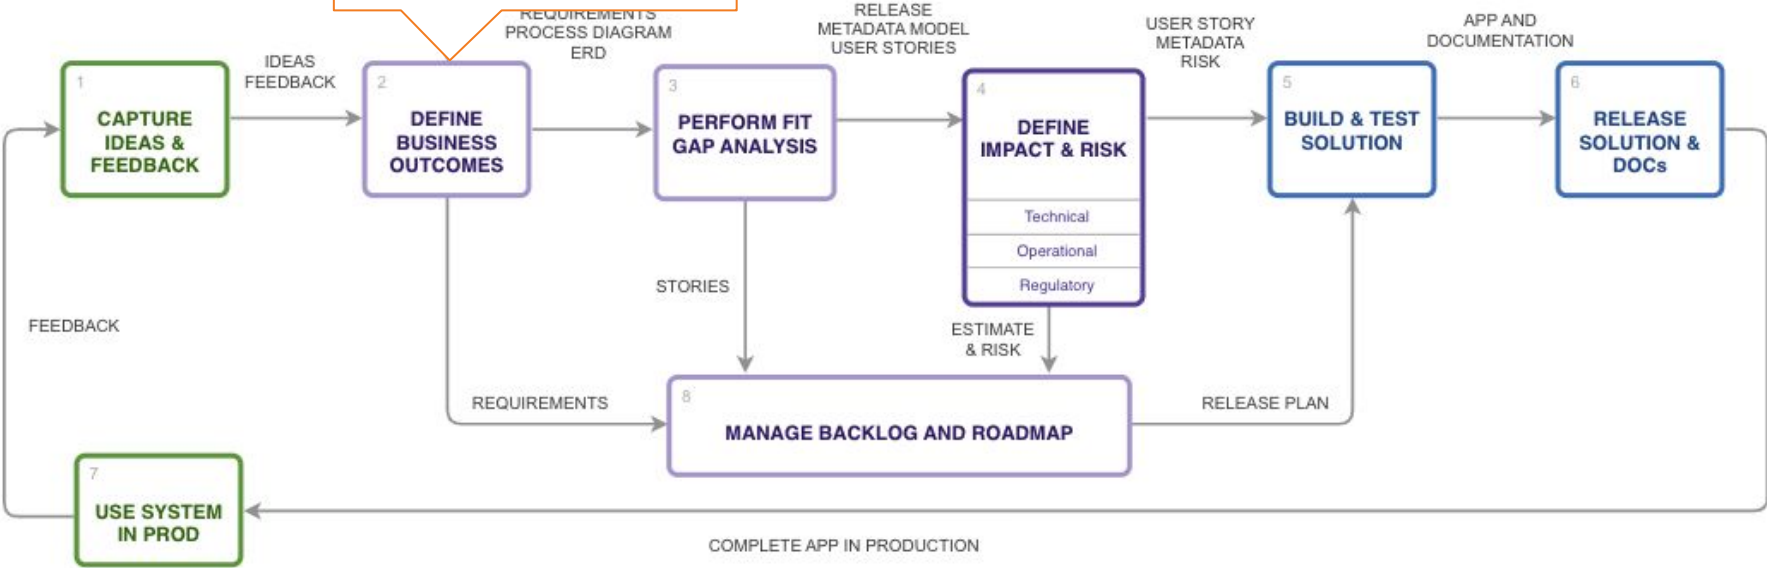 REQUIREMENTS
PROCESS DIAGRAM
ERD
RELEASE
METADATA MODEL
USER STORIES
USER STORY
METADATA
RISK
APP AND
DOCUMENTATION
IDEAS
FEEDBACK
1
CAPTURE
IDEAS &
FEEDBACK
2
DEFINE
BUSINESS
OUTCOMES
3
PERFORM FIT
GAP ANALYSIS
4
DEFINE
IMPACT & RISK
Technical
Operational
Regulatory
5
BUILD & TEST
SOLUTION
6
RELEASE
SOLUTION &
DOCs
STORIES
ESTIMATE
& RISK
FEEDBACK
REQUIREMENTS
8
MANAGE BACKLOG AND ROADMAP
RELEASE PLAN
7
USE SYSTEM
IN PROD
COMPLETE APP IN PRODUCTION